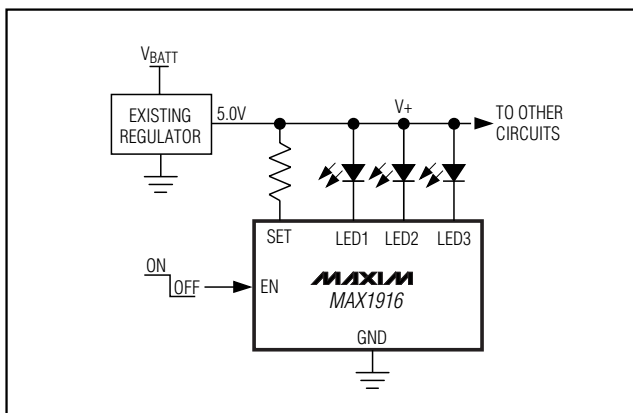 VBATT
EXISTING
REGULATOR
5.0V
V+
TO OTHER
CIRCUITS
SET
LED1
LED2
LED3
ON
OFF
EN
MAXIM
MAX1916
GND